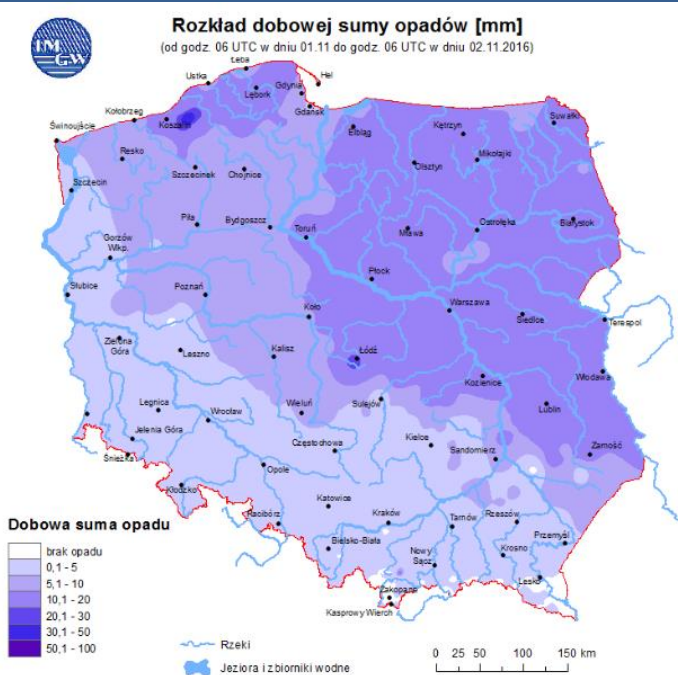 IM
GW
Rozkład dobowej sumy opadów [mm]
(od godz. 06 UTC w dniu 01.11 do godz. 06 UTC w dniu 02.11.2016)
Łeba
Ustka
Hel
Gdynia
Lębork
Gdańsk
Kołobrzeg
Koszalin
Świnoujście
Elbląg
Kętrzyn
Suwałki
Resko
Szczecinek
Chojnice
Olsztyn
Mikołajki
Szczecin
Piła
Bydgoszcz
Toruń
Mława
Ostrołęka
Białystok
Gorzów
Wlkp.
Płock
Słubice
Poznań
Koło
Warszawa
Siedlce
Terespol
Zielona
Góra
Leszno
Kalisz
Łódź
Kozienice
Włodawa
Legnica
Wrocław
Wieluń
Sulejów
Lublin
Jelenia Góra
Częstochowa
Kielce
Sandomierz
Zamość
Śnieżka
Opole
Kłodzko
Katowice
Racibórz
Kraków
Tarnów
Rzeszów
Przemyśl
Bielsko-Biała
Nowy
Sącz
Krosno
Lesko
Zakopane
Kasprowy Wierch
Dobowa suma opadu
brak opadu
0,1 - 5
5,1 - 10
10,1 - 20
20,1 - 30
30,1 - 50
50,1 - 100
Rzeki
Jeziora i zbiorniki wodne
0 25 50 100 150 km